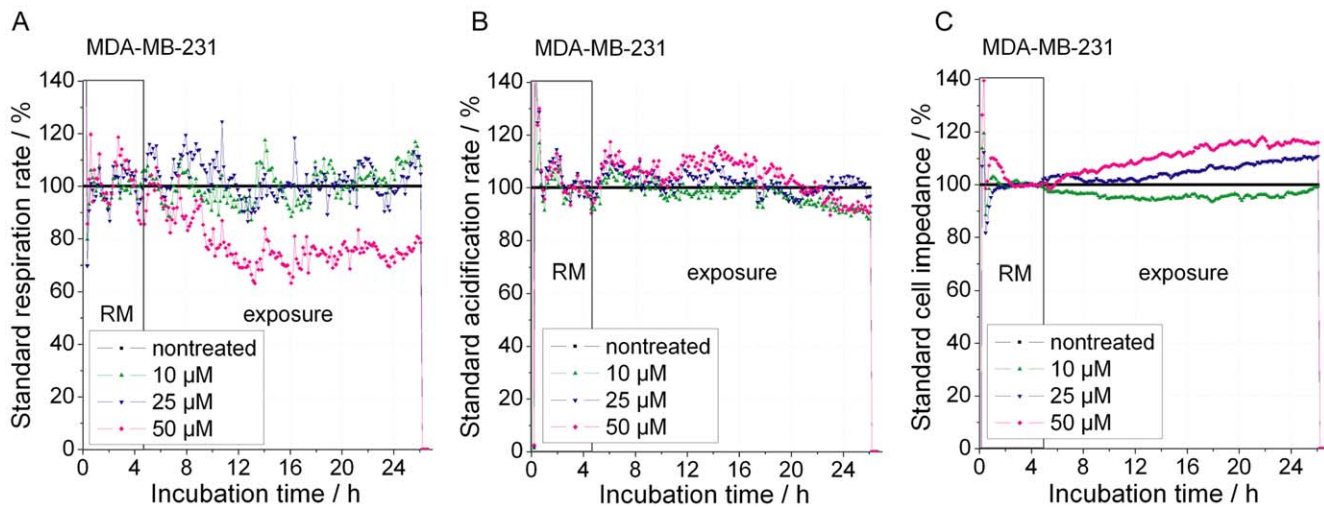 A
MDA-MB-231
Standard respiration rate / %
140
120
100
80
60
40
20
0
RM
exposure
nontreated
10 µM
25 µM
50 µM
0 4 8 12 16 20 24
Incubation time / h
B
MDA-MB-231
Standard acidification rate / %
140
120
100
80
60
40
20
0
RM
exposure
nontreated
10 µM
25 µM
50 µM
0 4 8 12 16 20 24
Incubation time / h
C
MDA-MB-231
Standard cell impedance / %
140
120
100
80
60
40
20
0
RM
exposure
nontreated
10 µM
25 µM
50 µM
0 4 8 12 16 20 24
Incubation time / h